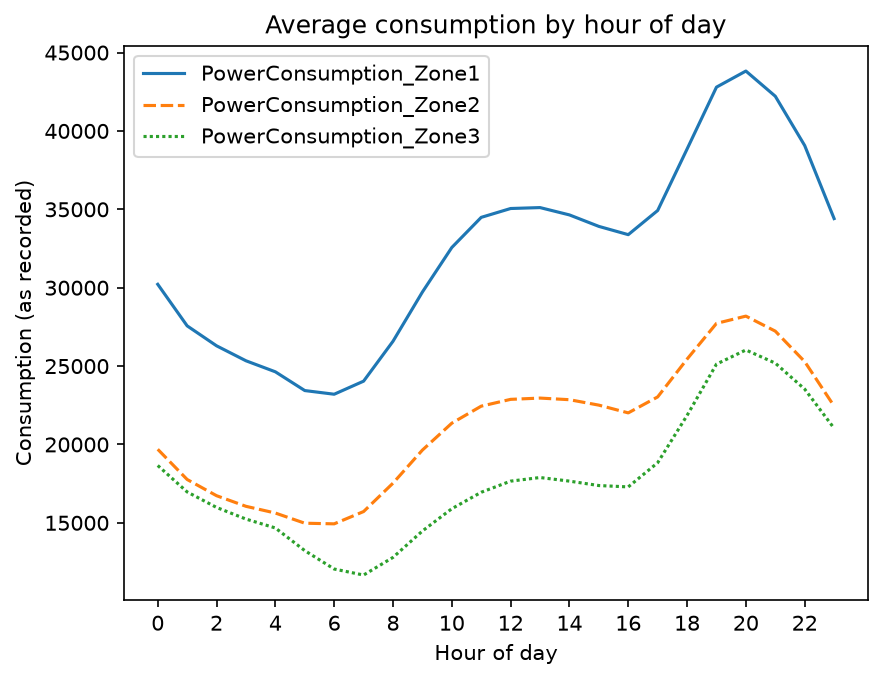 Average consumption by hour of day
45000
40000
35000
30000
25000
20000
15000
Consumption (as recorded)
PowerConsumption_Zone1
PowerConsumption_Zone2
PowerConsumption_Zone3
0 2 4 6 8 10 12 14 16 18 20 22
Hour of day